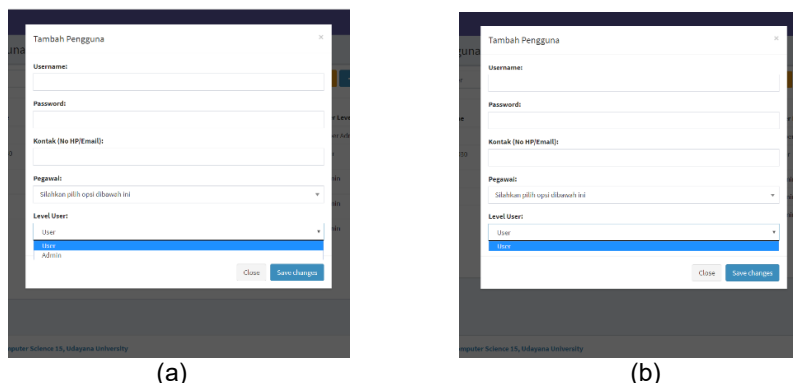 Tambah Pengguna ×
Username:
Password:
Kontak (No HP/Email):
Pegawai:
Silahkan pilih opsi dibawah ini
Level User:
User
User
Admin
Close Save changes
Computer Science 15, Udayana University
(a)
Tambah Pengguna ×
Username:
Password:
Kontak (No HP/Email):
Pegawai:
Silahkan pilih opsi dibawah ini
Level User:
User
User
Close Save changes
Computer Science 15, Udayana University
(b)